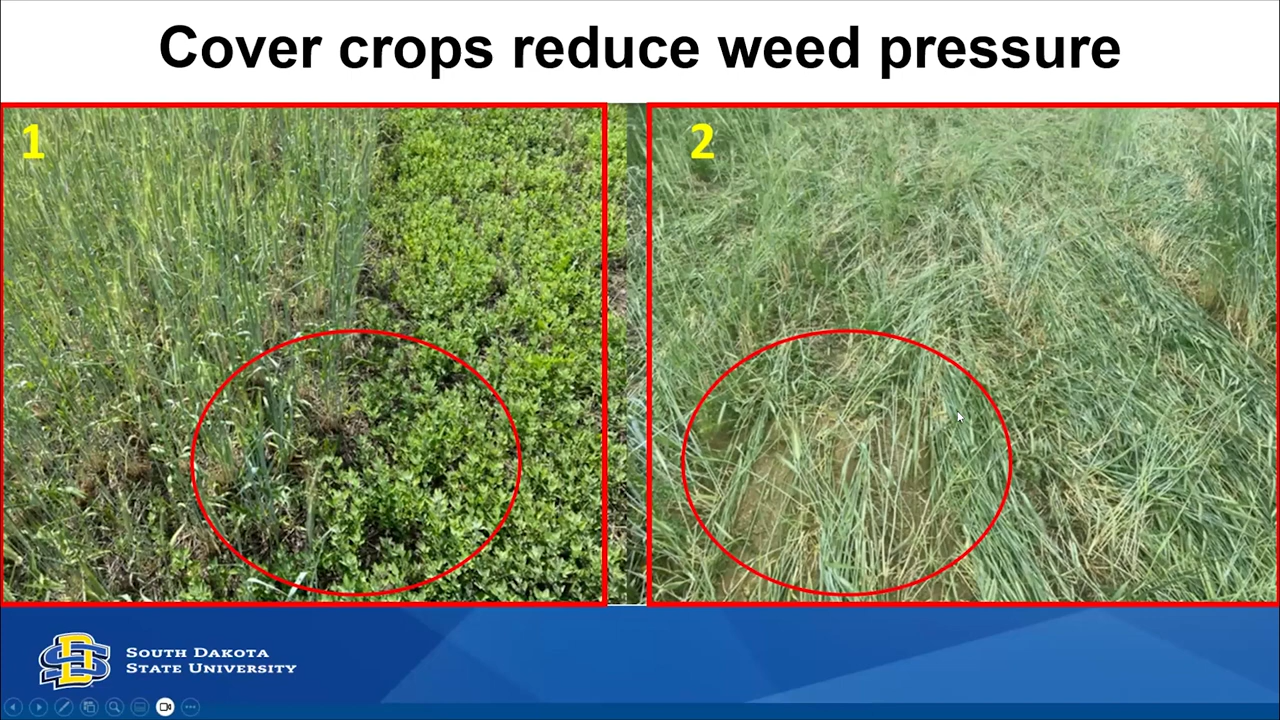 Cover crops reduce weed pressure
1
2
South Dakota
State University